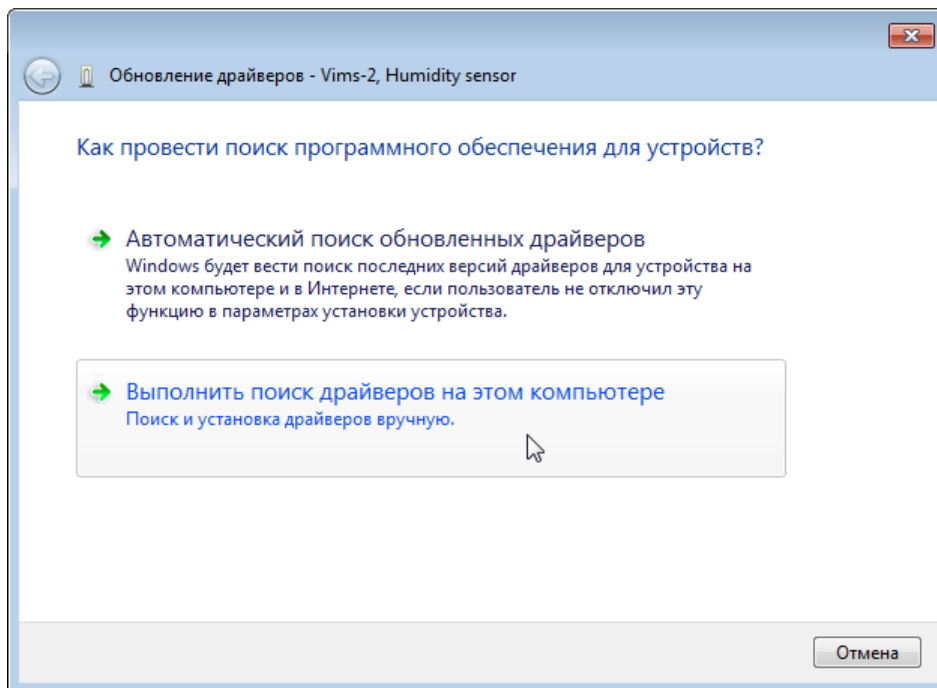 Обновление драйверов - Vims-2, Humidity sensor
Как провести поиск программного обеспечения для устройств?
Автоматический поиск обновленных драйверов
Windows будет вести поиск последних версий драйверов для устройства на
этом компьютере и в Интернете, если пользователь не отключил эту
функцию в параметрах установки устройства.
Выполнить поиск драйверов на этом компьютере
Поиск и установка драйверов вручную.
Отмена